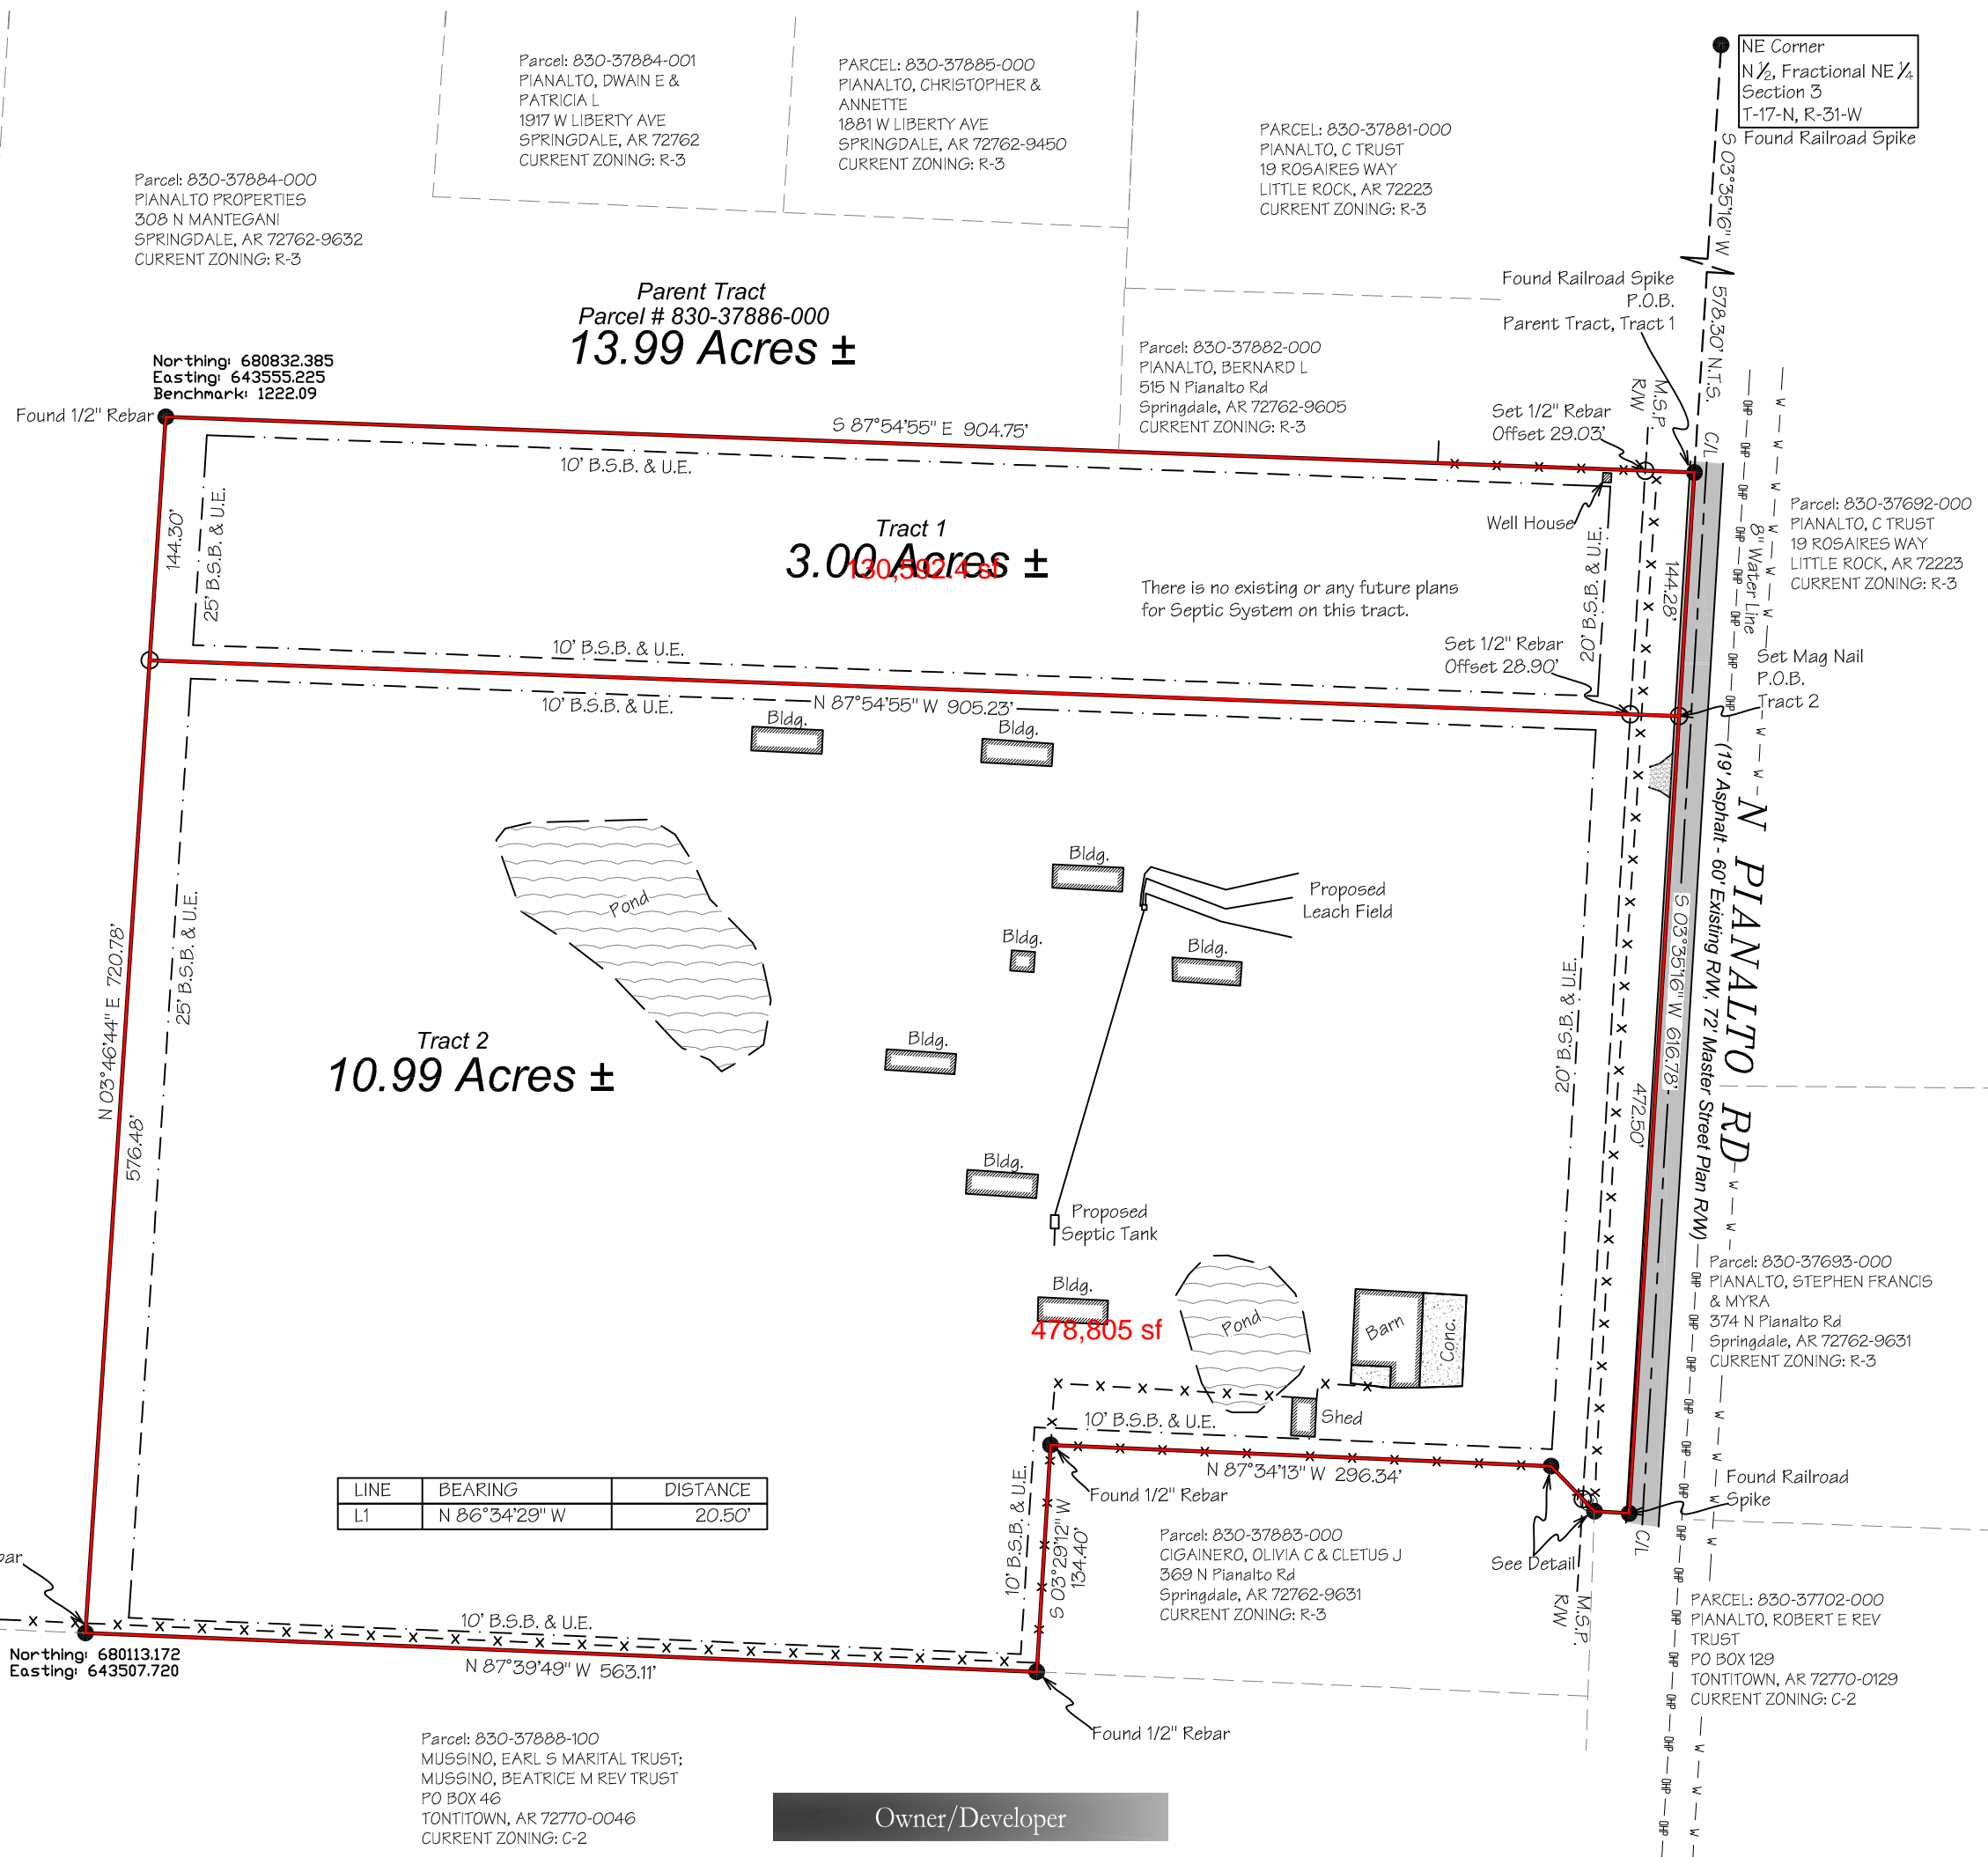 NE Corner
N ½, Fractional NE ¼
Section 3
T-17-N, R-31-W
Found Railroad Spike
Parcel: 830-37884-001
PIANALTO, DWAIN E &
PATRICIA L
1917 W LIBERTY AVE
SPRINGDALE, AR 72762
CURRENT ZONING: R-3
PARCEL: 830-37885-000
PIANALTO, CHRISTOPHER &
ANNETTE
1881 W LIBERTY AVE
SPRINGDALE, AR 72762-9450
CURRENT ZONING: R-3
PARCEL: 830-37881-000
PIANALTO, C TRUST
19 ROSAIRES WAY
LITTLE ROCK, AR 72223
CURRENT ZONING: R-3
Parcel: 830-37884-000
PIANALTO PROPERTIES
308 N MANTEGANI
SPRINGDALE, AR 72762-9632
CURRENT ZONING: R-3
S 03°35'16" W 578.30' N.T.S.
Parent Tract
Parcel # 830-37886-000
13.99 Acres ±
Found Railroad Spike
P.O.B.
Parent Tract, Tract 1
Northing: 680832.385
Easting: 643555.225
Benchmark: 1222.09
Found 1/2" Rebar
Parcel: 830-37882-000
PIANALTO, BERNARD L
515 N Pianalto Rd
Springdale, AR 72762-9605
CURRENT ZONING: R-3
M.S.P.
R/W
C/L
Set 1/2" Rebar
Offset 29.03'
S 87°54'55" E 904.75'
10' B.S.B. & U.E.
25' B.S.B. & U.E.
144.30'
Tract 1
3.00 Acres ±
130,592.4 sf
Well House
There is no existing or any future plans
for Septic System on this tract.
20' B.S.B. & U.E.
144.28'
8" Water Line
Parcel: 830-37692-000
PIANALTO, C TRUST
19 ROSAIRES WAY
LITTLE ROCK, AR 72223
CURRENT ZONING: R-3
10' B.S.B. & U.E.
Set 1/2" Rebar
Offset 28.90'
Set Mag Nail
P.O.B.
Tract 2
10' B.S.B. & U.E.
N 87°54'55" W 905.23'
Bldg.
Bldg.
Bldg.
Pond
Proposed
Leach Field
Bldg.
Bldg.
25' B.S.B. & U.E.
N 03°46'44" E 720.78'
576.48'
Tract 2
10.99 Acres ±
Bldg.
20' B.S.B. & U.E.
472.50'
S 03°35'16" W 616.78'
(19' Asphalt - 60' Existing R/W, 72' Master Street Plan R/W)
N PIANALTO RD
Bldg.
Proposed
Septic Tank
Bldg.
478,805 sf
Pond
Barn
Conc.
Shed
10' B.S.B. & U.E.
Parcel: 830-37693-000
PIANALTO, STEPHEN FRANCIS
& MYRA
374 N Pianalto Rd
Springdale, AR 72762-9631
CURRENT ZONING: R-3
N 87°34'13" W 296.34'
Found 1/2" Rebar
Found Railroad
Spike
LINE BEARING DISTANCE
L1 N 86°34'29" W 20.50'
10' B.S.B. & U.E.
S 03°29'12" W
134.40'
Parcel: 830-37883-000
CIGAINERO, OLIVIA C & CLETUS J
369 N Pianalto Rd
Springdale, AR 72762-9631
CURRENT ZONING: R-3
See Detail
C/L
M.S.P.
R/W
bar
10' B.S.B. & U.E.
N 87°39'49" W 563.11'
Northing: 680113.172
Easting: 643507.720
Found 1/2" Rebar
PARCEL: 830-37702-000
PIANALTO, ROBERT E REV
TRUST
PO BOX 129
TONTITOWN, AR 72770-0129
CURRENT ZONING: C-2
Parcel: 830-37888-100
MUSSINO, EARL S MARITAL TRUST;
MUSSINO, BEATRICE M REV TRUST
PO BOX 46
TONTITOWN, AR 72770-0046
CURRENT ZONING: C-2
Owner/Developer